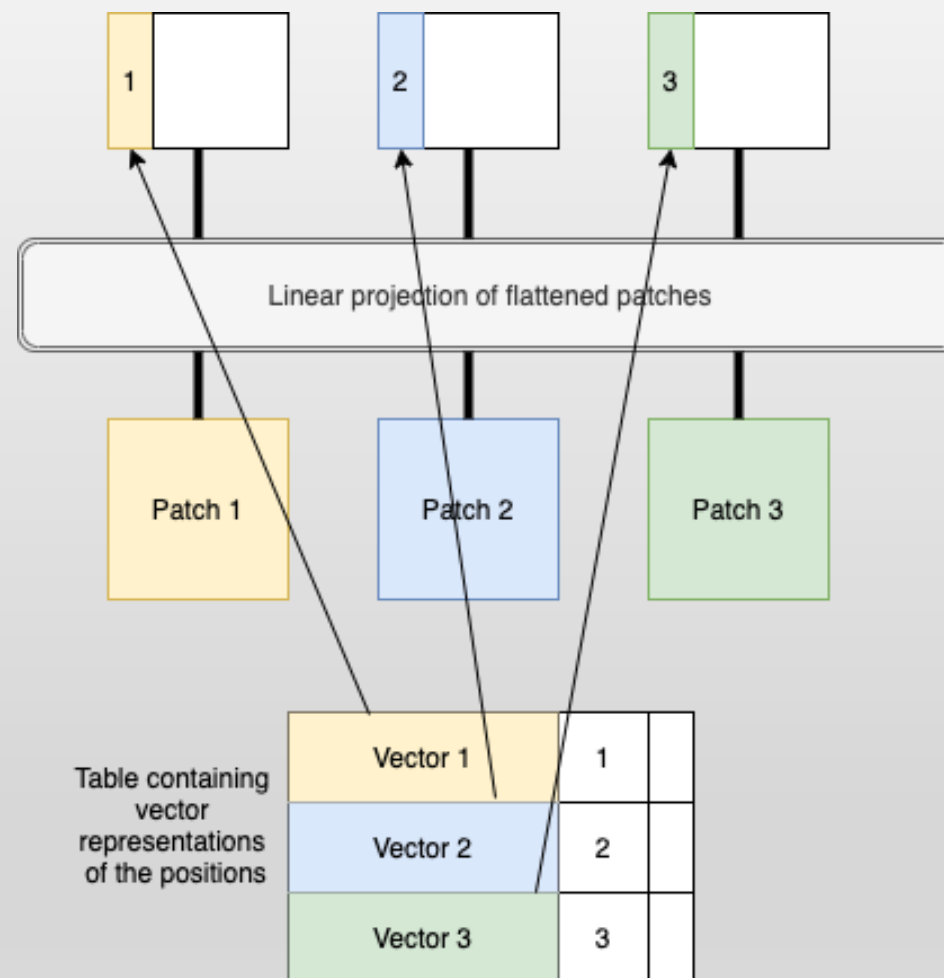 1
2
3
Linear projection of flattened patches
Patch 1
Patch 2
Patch 3
Table containing
vector
representations
of the positions
Vector 1
1
Vector 2
2
Vector 3
3